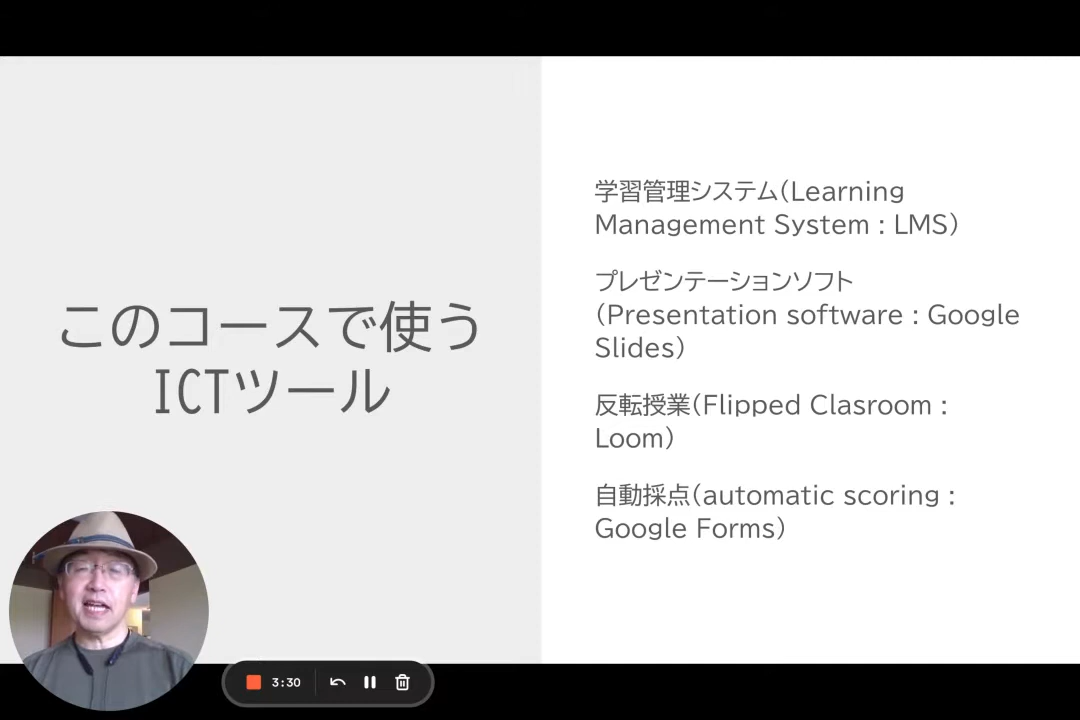 このコースで使う
ICTツール
学習管理システム(Learning
Management System : LMS)
プレゼンテーションソフト
(Presentation software : Google
Slides)
反転授業(Flipped Clasroom :
Loom)
自動採点(automatic scoring :
Google Forms)
3:30